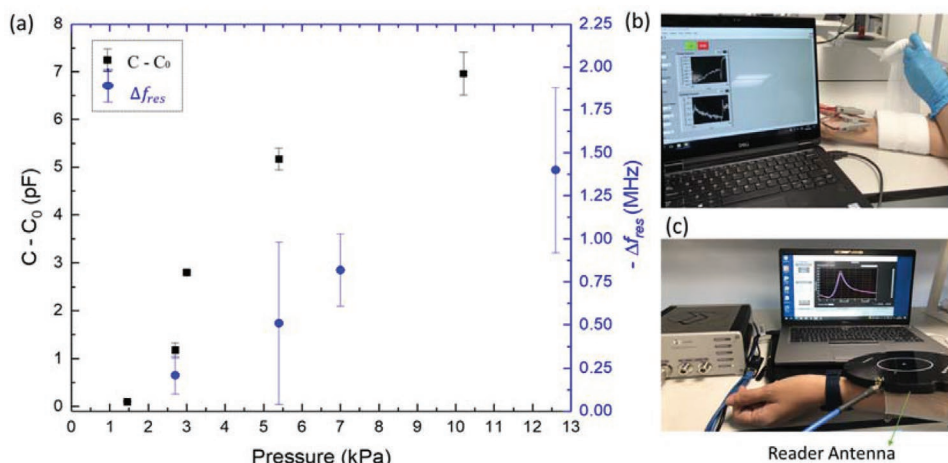 (a)
C - C₀
Δf_res
C - C₀ (pF)
8
7
6
5
4
3
2
1
0
0 1 2 3 4 5 6 7 8 9 10 11 12 13
Pressure (kPa)
2.25
2.00
1.75
1.50
1.25
1.00
0.75
0.50
0.25
0.00
- Δf_res (MHz)
(b)
DELL
(c)
Reader Antenna